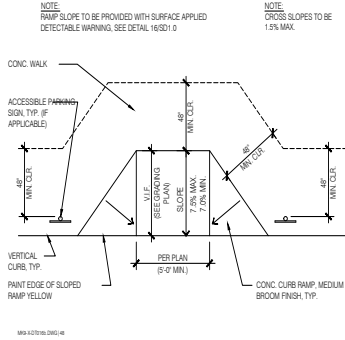 NOTE:
RAMP SLOPE TO BE PROVIDED WITH SURFACE APPLIED
DETECTABLE WARNING, SEE DETAIL 16/SD1.0
NOTE:
CROSS SLOPES TO BE
1.5% MAX.
CONC. WALK
ACCESSIBLE PARKING
SIGN, TYP. (IF
APPLICABLE)
48"
MIN. CLR.
48"
MIN. CLR.
48"
MIN. CLR.
48"
MIN. CLR.
V.I.F.
(SEE GRADING
PLAN)
SLOPE
7.5% MAX.
7.0% MIN.
VERTICAL
CURB, TYP.
PER PLAN
(5'-0" MIN.)
PAINT EDGE OF SLOPED
RAMP YELLOW
CONC. CURB RAMP, MEDIUM
BROOM FINISH, TYP.